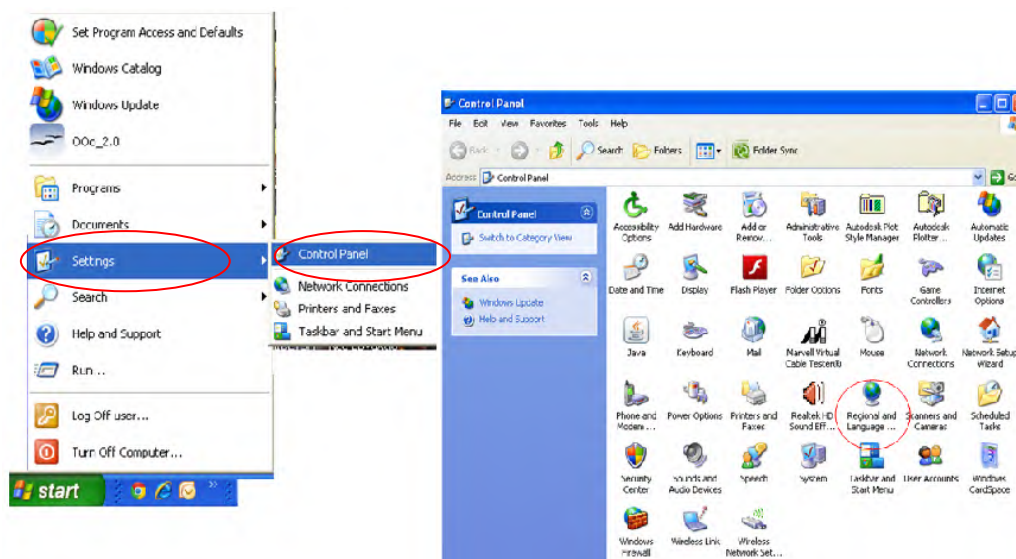 Set Program Access and Defaults
Windows Catalog
Windows Update
OOo_2.0
Programs
Documents
Settings
Search
Help and Support
Run...
Log Off user...
Turn Off Computer...
start
Control Panel
Network Connections
Printers and Faxes
Taskbar and Start Menu
Control Panel
File Edit View Favorites Tools Help
Back Search Folders Folder Sync
Address Control Panel Go
Control Panel
Switch to Category View
See Also
Windows Update
Help and Support
Accessibility Options
Add Hardware
Add or Remov...
Administrative Tools
Autodesk Plot Style Manager
Autodesk Plotter ...
Automatic Updates
Date and Time
Display
Flash Player
Folder Options
Fonts
Game Controllers
Internet Options
Java
Keyboard
Mail
Marvell Virtual Cable Tester
Mouse
Network Connections
Network Setup Wizard
Phone and Modem ...
Power Options
Printers and Faxes
Realtek HD Sound Eff...
Regional and Language ...
Scanners and Cameras
Scheduled Tasks
Security Center
Sounds and Audio Devices
Speech
System
Taskbar and Start Menu
User Accounts
Windows CardSpace
Windows Firewall
Wireless Link
Wireless Network Set...